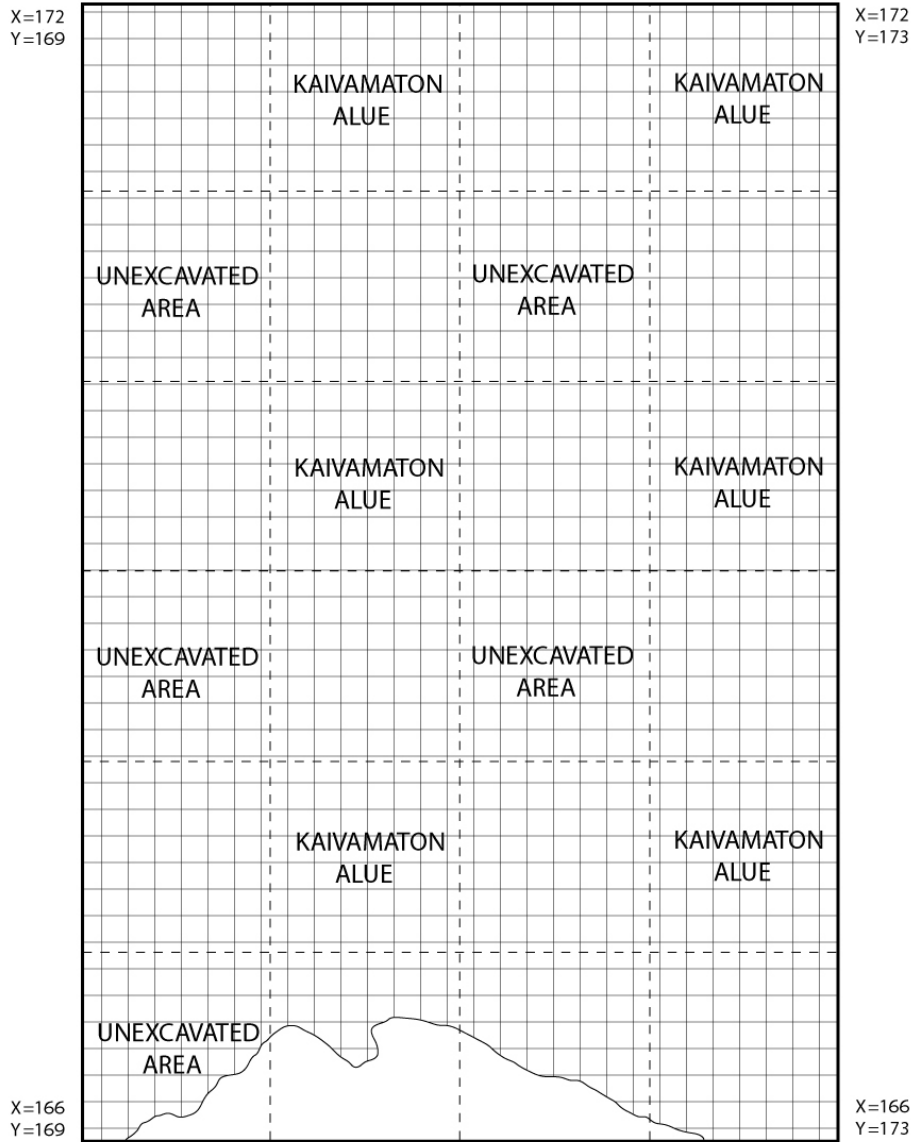 X=172
Y=169
X=172
Y=173
KAIVAMATON
ALUE
KAIVAMATON
ALUE
UNEXCAVATED
AREA
UNEXCAVATED
AREA
KAIVAMATON
ALUE
KAIVAMATON
ALUE
UNEXCAVATED
AREA
UNEXCAVATED
AREA
KAIVAMATON
ALUE
KAIVAMATON
ALUE
UNEXCAVATED
AREA
X=166
Y=169
X=166
Y=173